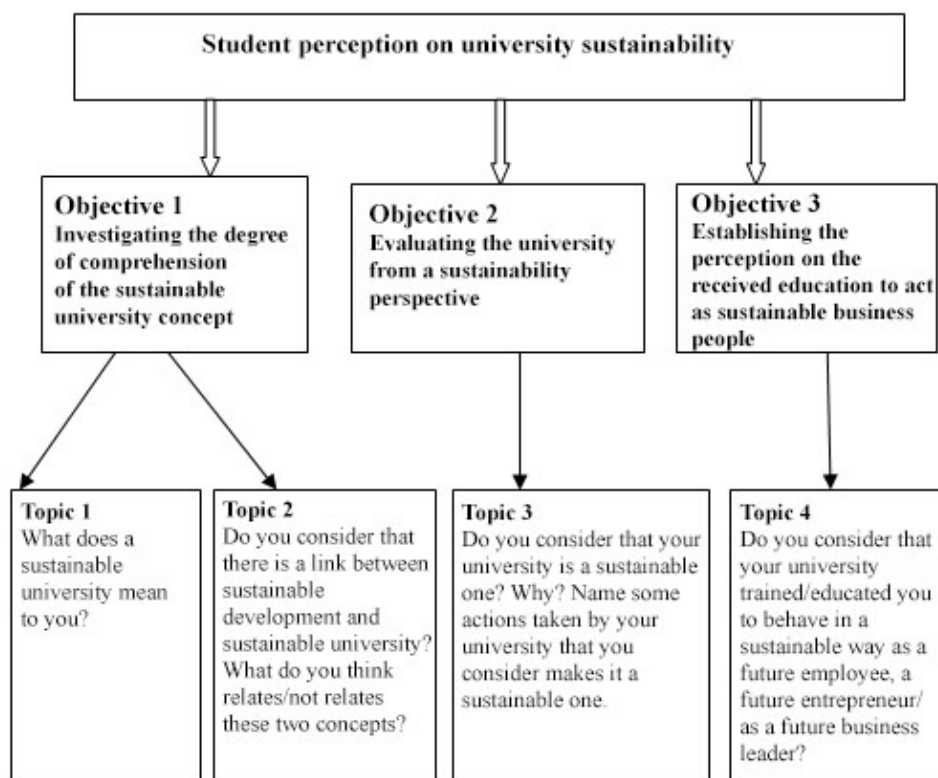 Student perception on university sustainability
Objective 1
Investigating the degree
of comprehension
of the sustainable
university concept
Objective 2
Evaluating the university
from a sustainability
perspective
Objective 3
Establishing the
perception on the
received education to act
as sustainable business
people
Topic 1
What does a
sustainable
university mean
to you?
Topic 2
Do you consider that
there is a link between
sustainable
development and
sustainable university?
What do you think
relates/not relates
these two concepts?
Topic 3
Do you consider that your
university is a sustainable
one? Why? Name some
actions taken by your
university that you
consider makes it a
sustainable one.
Topic 4
Do you consider that
your university
trained/educated you
to behave in a
sustainable way as a
future employee, a
future entrepreneur/
as a future business
leader?